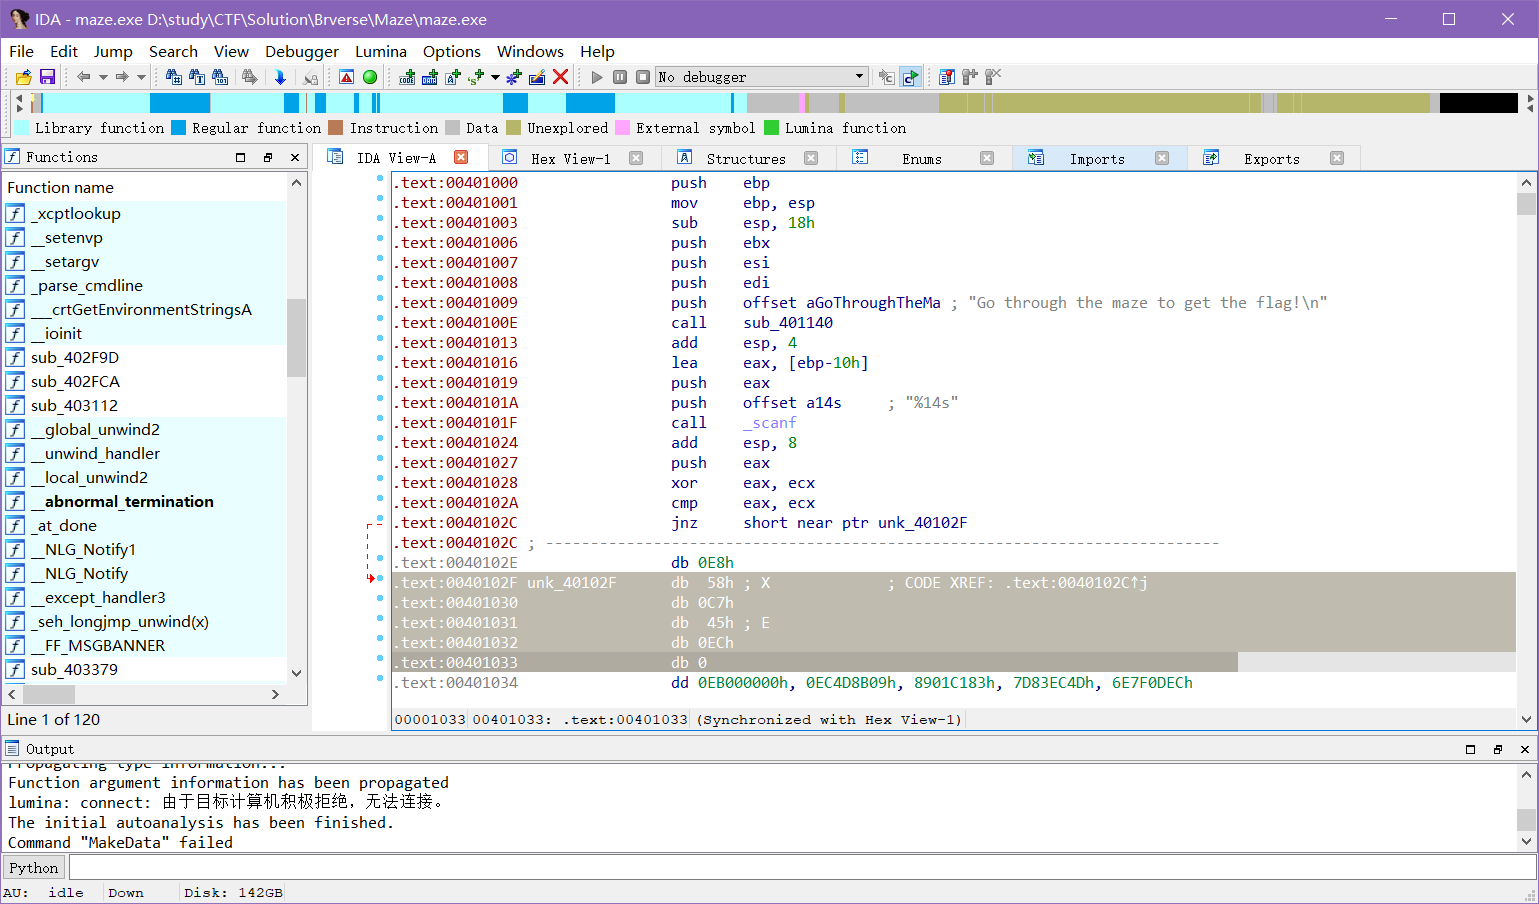 IDA - maze.exe D:\study\CTF\Solution\Brverse\Maze\maze.exe
File Edit Jump Search View Debugger Lumina Options Windows Help
No debugger
Library function Regular function Instruction Data Unexplored External symbol Lumina function
Functions
IDA View-A Hex View-1 Structures Enums Imports Exports
Function name
_xcptlookup
__setenvp
__setargv
_parse_cmdline
___crtGetEnvironmentStringsA
__ioinit
sub_402F9D
sub_402FCA
sub_403112
__global_unwind2
__unwind_handler
__local_unwind2
__abnormal_termination
_at_done
__NLG_Notify1
__NLG_Notify
__except_handler3
_seh_longjmp_unwind(x)
__FF_MSGBANNER
sub_403379
Line 1 of 120
.text:00401000 push ebp
.text:00401001 mov ebp, esp
.text:00401003 sub esp, 18h
.text:00401006 push ebx
.text:00401007 push esi
.text:00401008 push edi
.text:00401009 push offset aGoThroughTheMa ; "Go through the maze to get the flag!\n"
.text:0040100E call sub_401140
.text:00401013 add esp, 4
.text:00401016 lea eax, [ebp-10h]
.text:00401019 push eax
.text:0040101A push offset a14s ; "%14s"
.text:0040101F call _scanf
.text:00401024 add esp, 8
.text:00401027 push eax
.text:00401028 xor eax, ecx
.text:0040102A cmp eax, ecx
.text:0040102C jnz short near ptr unk_40102F
.text:0040102C ; ---------------------------------------------------------------------------
.text:0040102E db 0E8h
.text:0040102F unk_40102F db 58h ; X ; CODE XREF: .text:0040102C↑j
.text:00401030 db 0C7h
.text:00401031 db 45h ; E
.text:00401032 db 0ECh
.text:00401033 db 0
.text:00401034 dd 0EB000000h, 0EC4D8B09h, 8901C183h, 7D83EC4Dh, 6E7F0DECh
00001033 00401033: .text:00401033 (Synchronized with Hex View-1)
Output
Propagating type information...
Function argument information has been propagated
lumina: connect: 由于目标计算机积极拒绝，无法连接。
The initial autoanalysis has been finished.
Command "MakeData" failed
Python
AU: idle Down Disk: 142GB